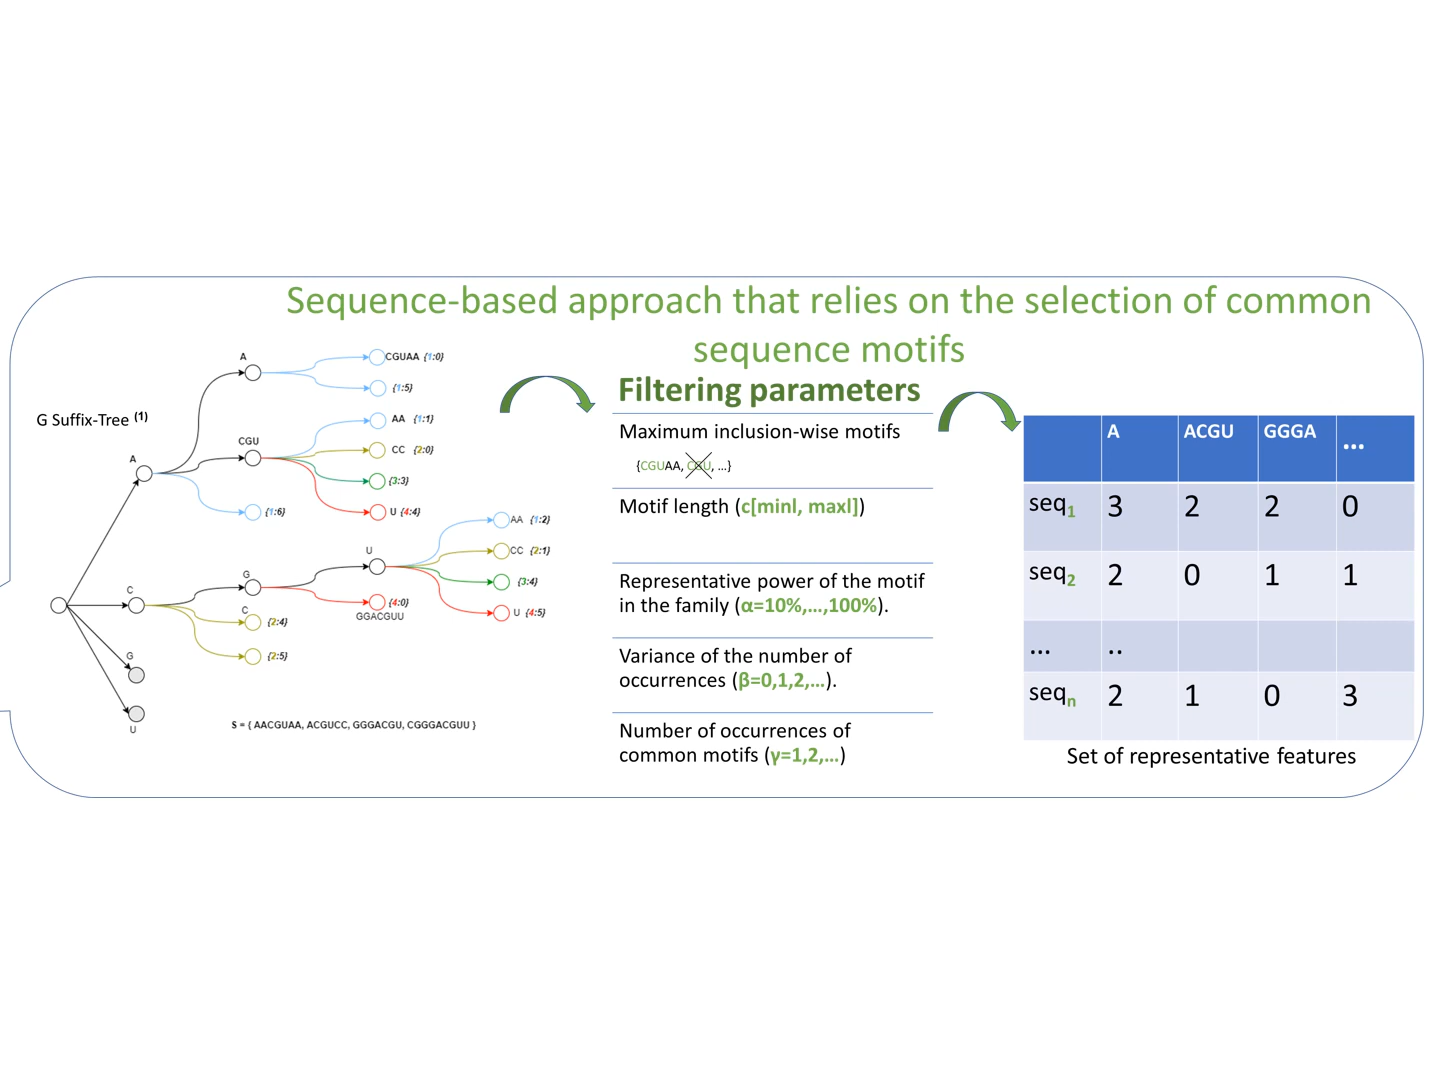 Sequence-based approach that relies on the selection of common
sequence motifs
G Suffix-Tree (1)
A
CGUAA {1:0}
{1:5}
A
CGU
AA {1:1}
CC {2:0}
{3:3}
U {4:4}
{1:6}
C
G
U
AA {1:2}
CC {2:1}
{3:4}
U {4:5}
{4:0}
GGACGUU
C
{2:4}
{2:5}
G
U
S = { AACGUAA, ACGUCC, GGGACGU, CGGGACGUU }
Filtering parameters
Maximum inclusion-wise motifs
{CGUAA, CGU, ...}
Motif length (c[minl, maxl])
Representative power of the motif
in the family (α=10%,...,100%).
Variance of the number of
occurrences (β=0,1,2,...).
Number of occurrences of
common motifs (γ=1,2,...)
A ACGU GGGA ...
seq1 3 2 2 0
seq2 2 0 1 1
... ..
seqn 2 1 0 3
Set of representative features